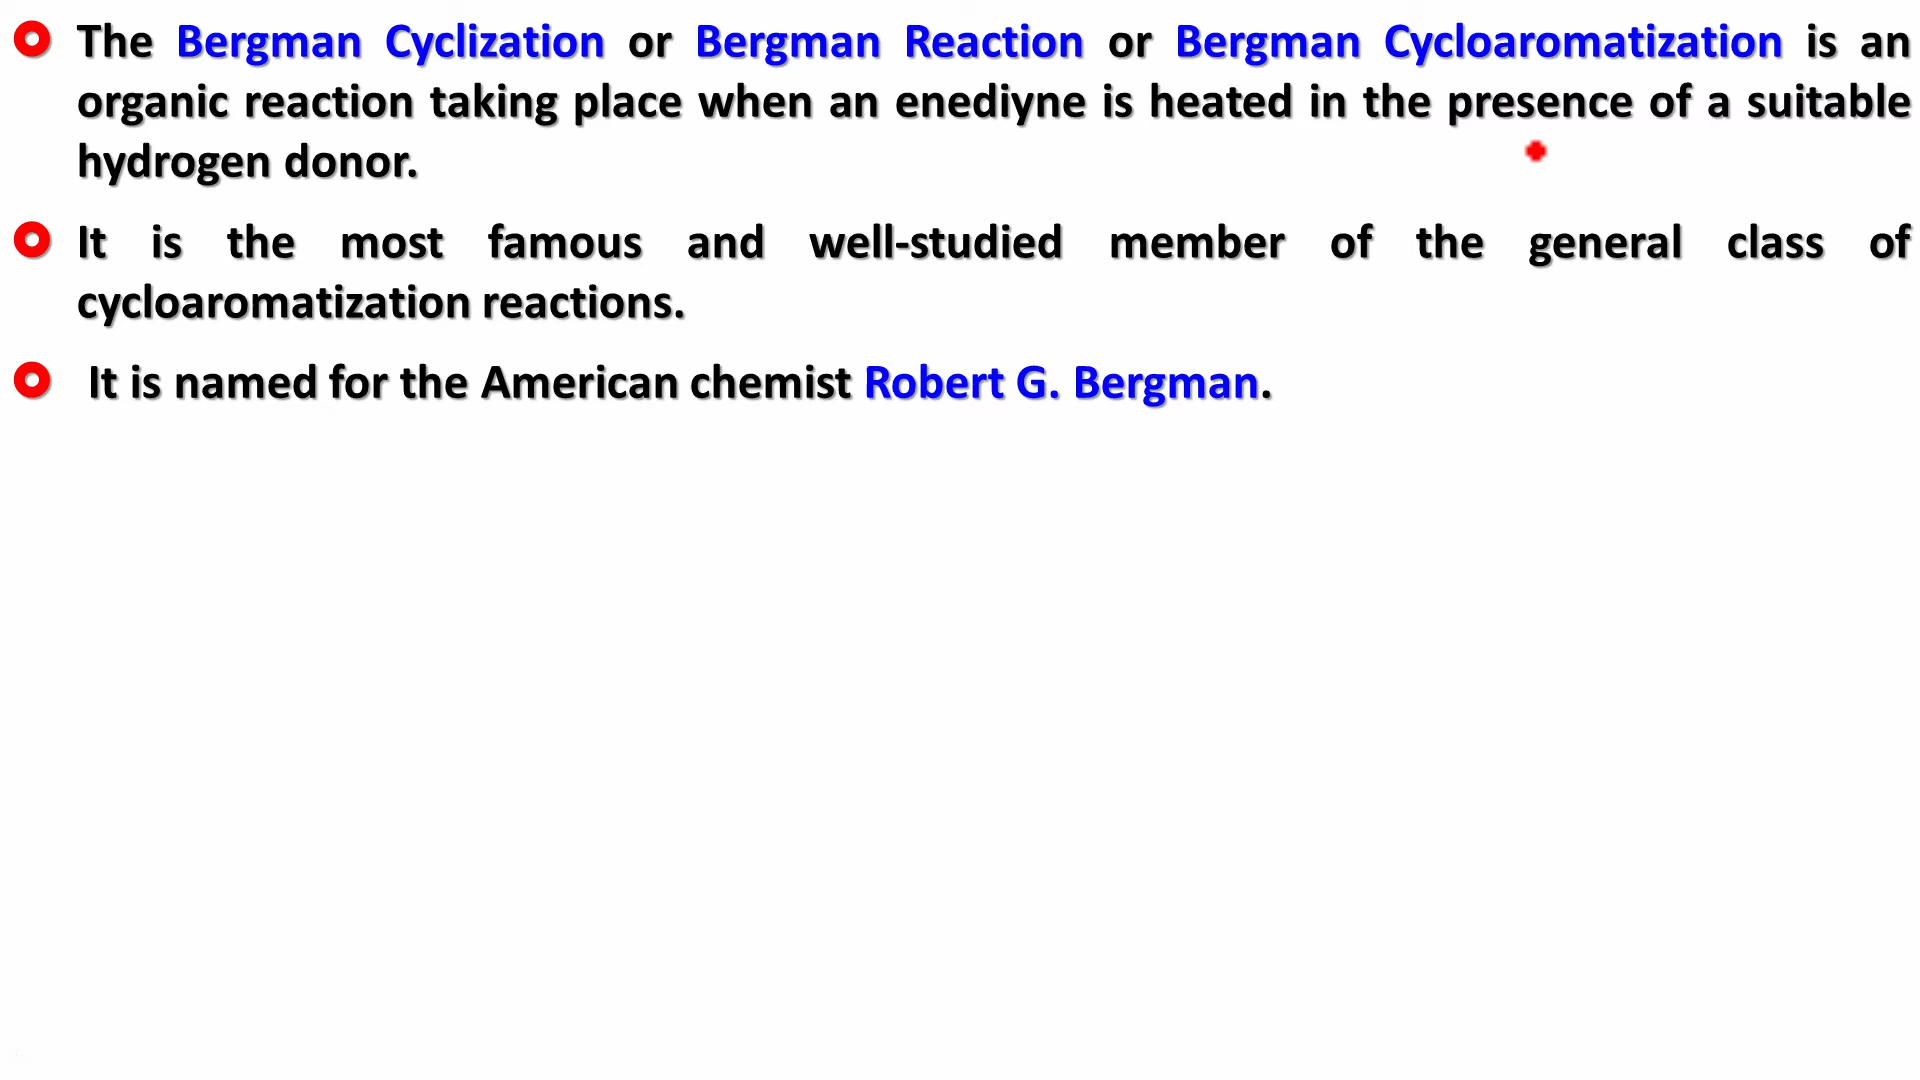 The Bergman Cyclization or Bergman Reaction or Bergman Cycloaromatization is an
organic reaction taking place when an enediyne is heated in the presence of a suitable
hydrogen donor.
It is the most famous and well-studied member of the general class of
cycloaromatization reactions.
It is named for the American chemist Robert G. Bergman.